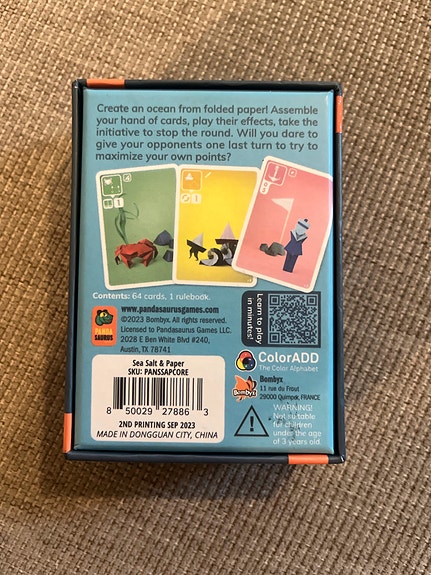 Create an ocean from folded paper! Assemble
your hand of cards, play their effects, take the
initiative to stop the round. Will you dare to
give your opponents one last turn to try to
maximize your own points?
1
1
Contents: 64 cards, 1 rulebook.
www.pandasaurusgames.com
©2023 Bombyx. All rights reserved.
Licensed to Pandasaurus Games LLC.
2028 E Ben White Blvd #240,
Austin, TX 78741
PANDA
SAURUS
Learn to play
in minutes!
ColorADD
The Color Alphabet
Sea Salt & Paper
SKU: PANSSAPCORE
8 50029 27886 3
2ND PRINTING SEP 2023
MADE IN DONGGUAN CITY, CHINA
Bombyx
Bombyx
11 rue du Frout
29000 Quimper, FRANCE
WARNING!
Not suitable
for children
under the age
of 3 years old.